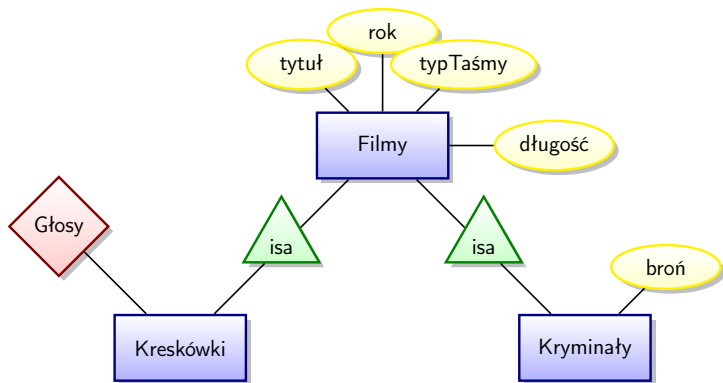 rok
tytuł
typTaśmy
Filmy
długość
Głosy
isa
isa
broń
Kreskówki
Kryminały